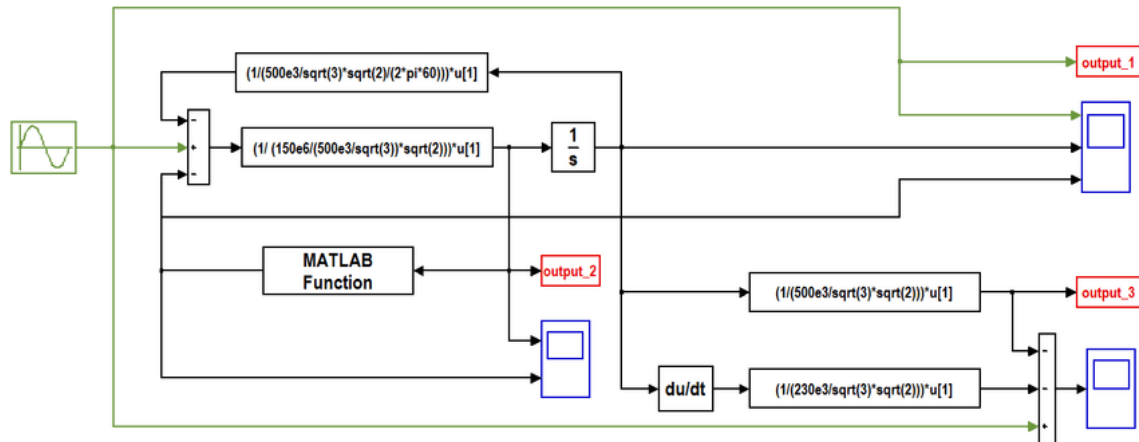 (1/(500e3/sqrt(3)*sqrt(2)/(2*pi*60)))*u[1]
output_1
-
+
-
(1/ (150e6/(500e3/sqrt(3))*sqrt(2)))*u[1]
1
s
MATLAB
Function
output_2
(1/(500e3/sqrt(3)*sqrt(2)))*u[1]
output_3
-
du/dt
(1/(230e3/sqrt(3)*sqrt(2)))*u[1]
-
+